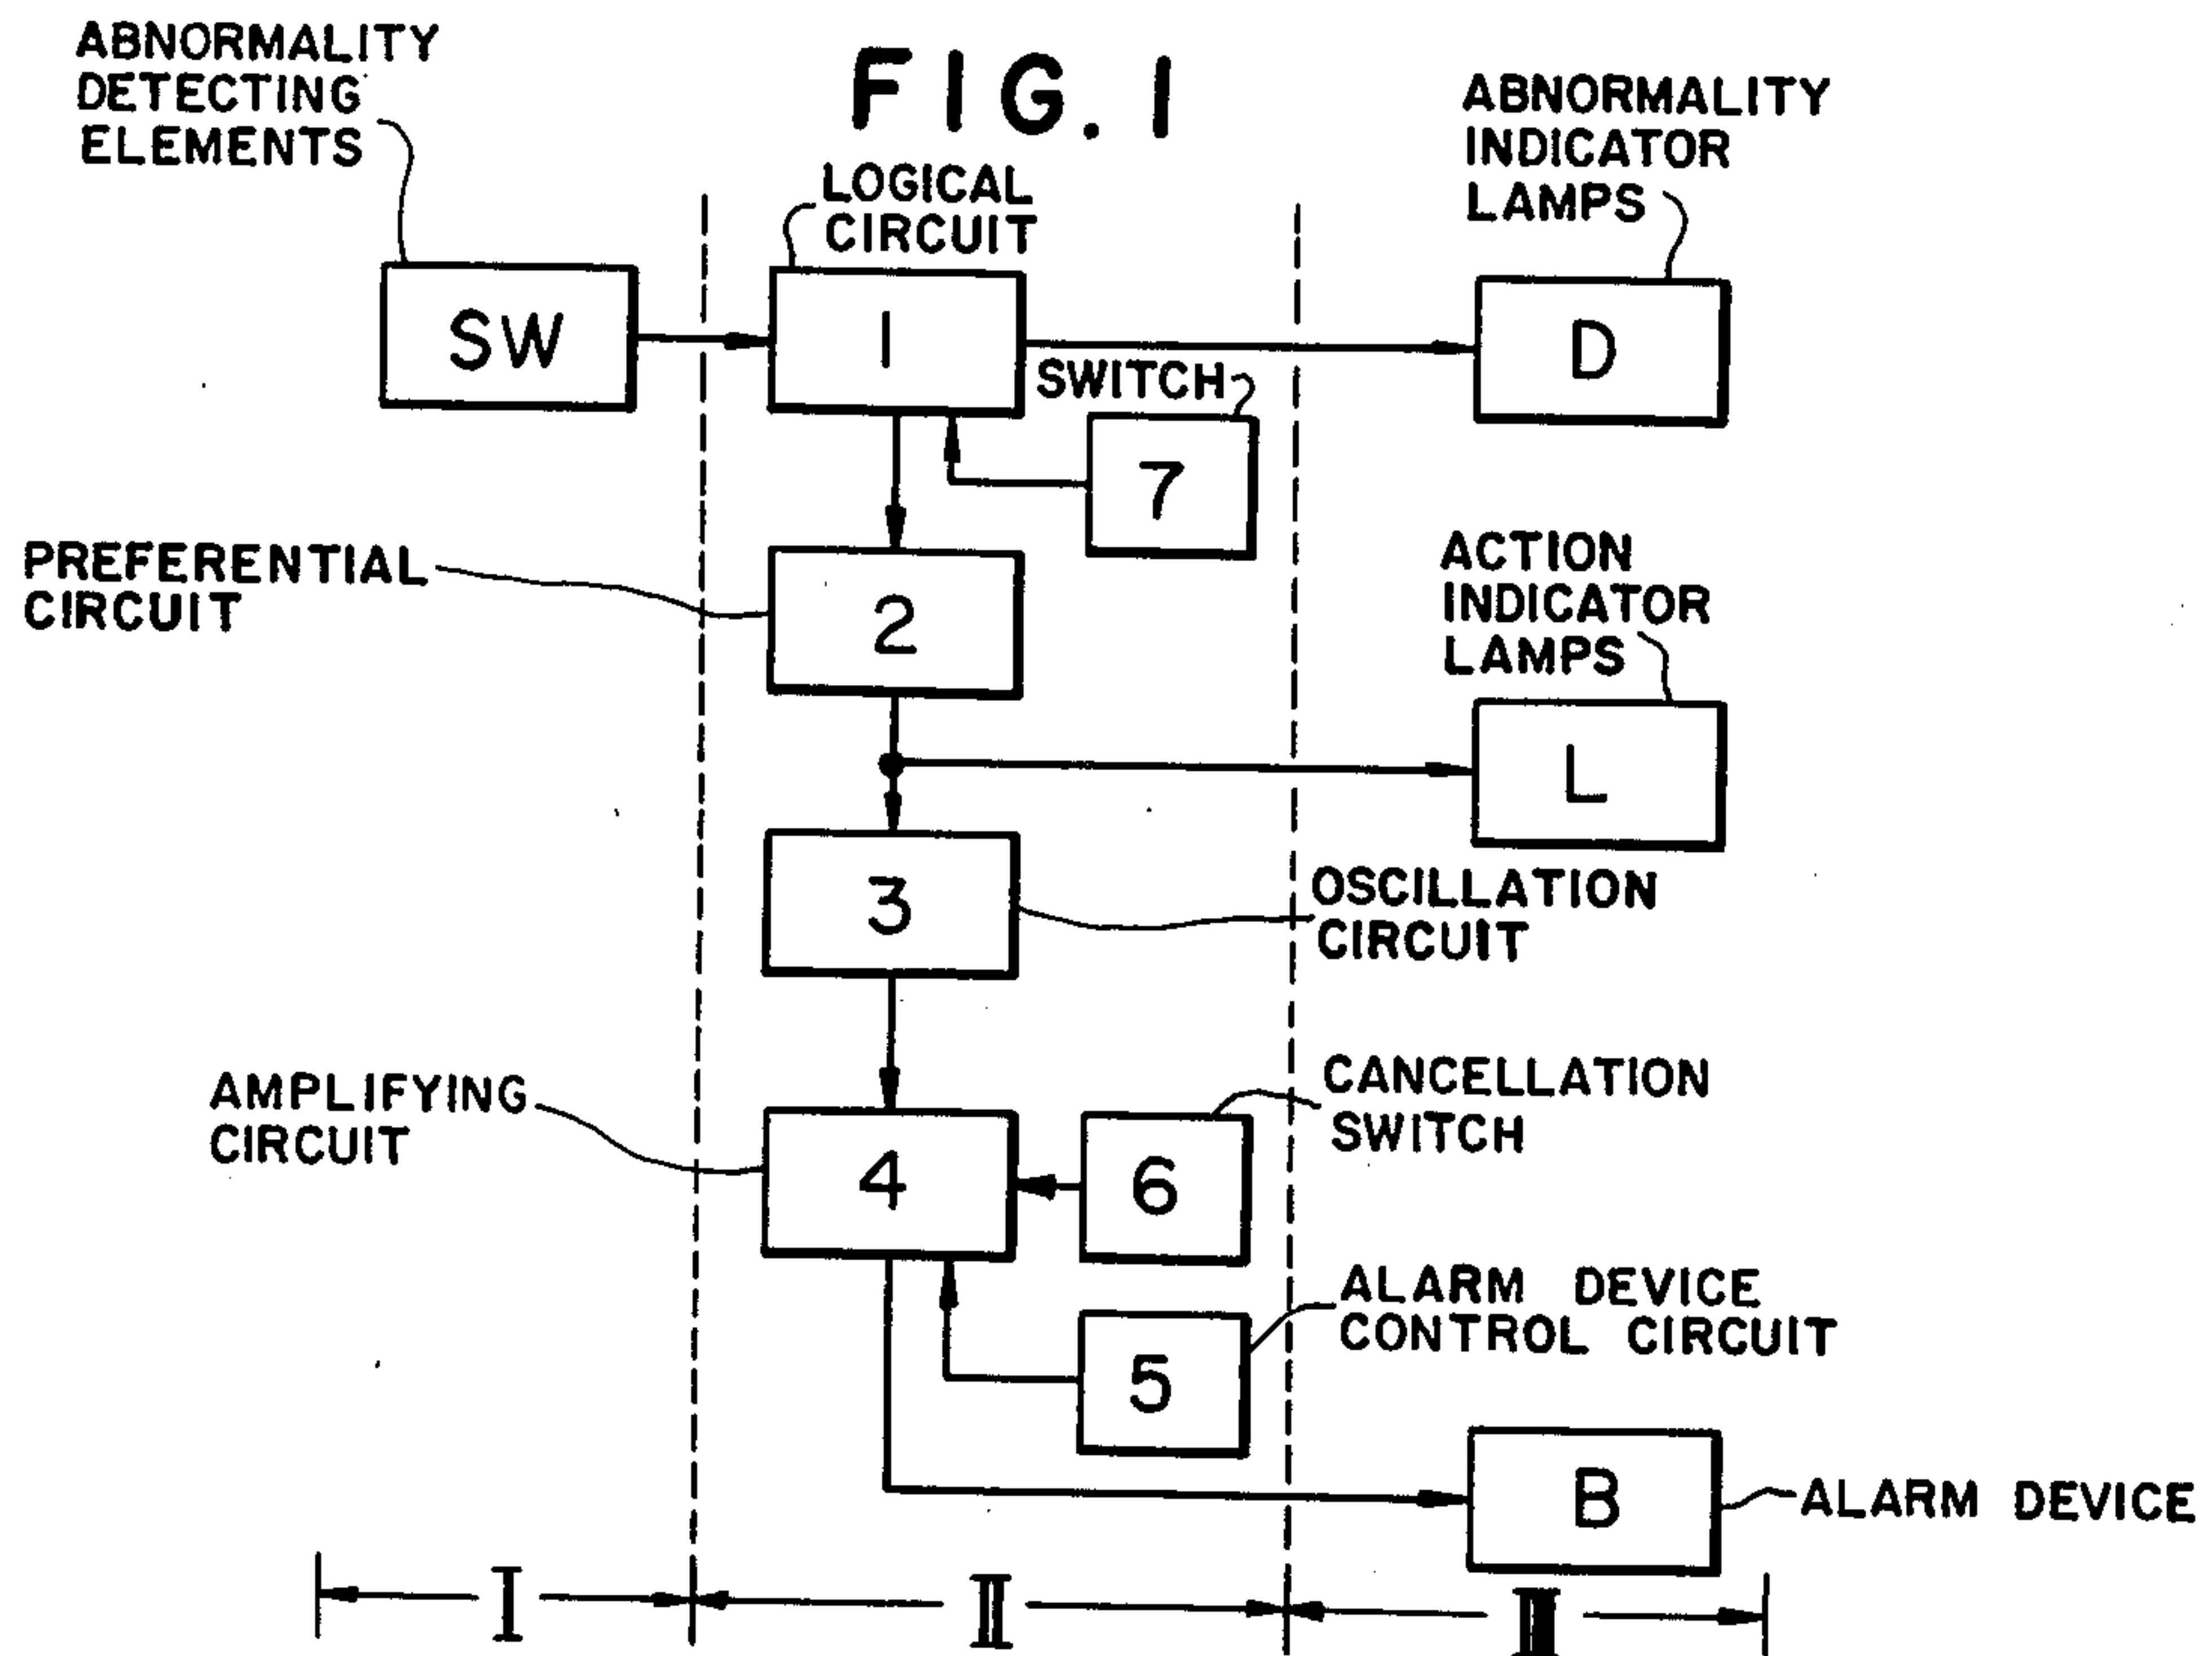 FIG. 1
ABNORMALITY
DETECTING
ELEMENTS
LOGICAL
CIRCUIT
ABNORMALITY
INDICATOR
LAMPS
SW
1
D
SWITCH
7
PREFERENTIAL
CIRCUIT
2
ACTION
INDICATOR
LAMPS
L
3
OSCILLATION
CIRCUIT
AMPLIFYING
CIRCUIT
4
6
CANCELLATION
SWITCH
5
ALARM DEVICE
CONTROL CIRCUIT
B
ALARM DEVICE
I
II
III